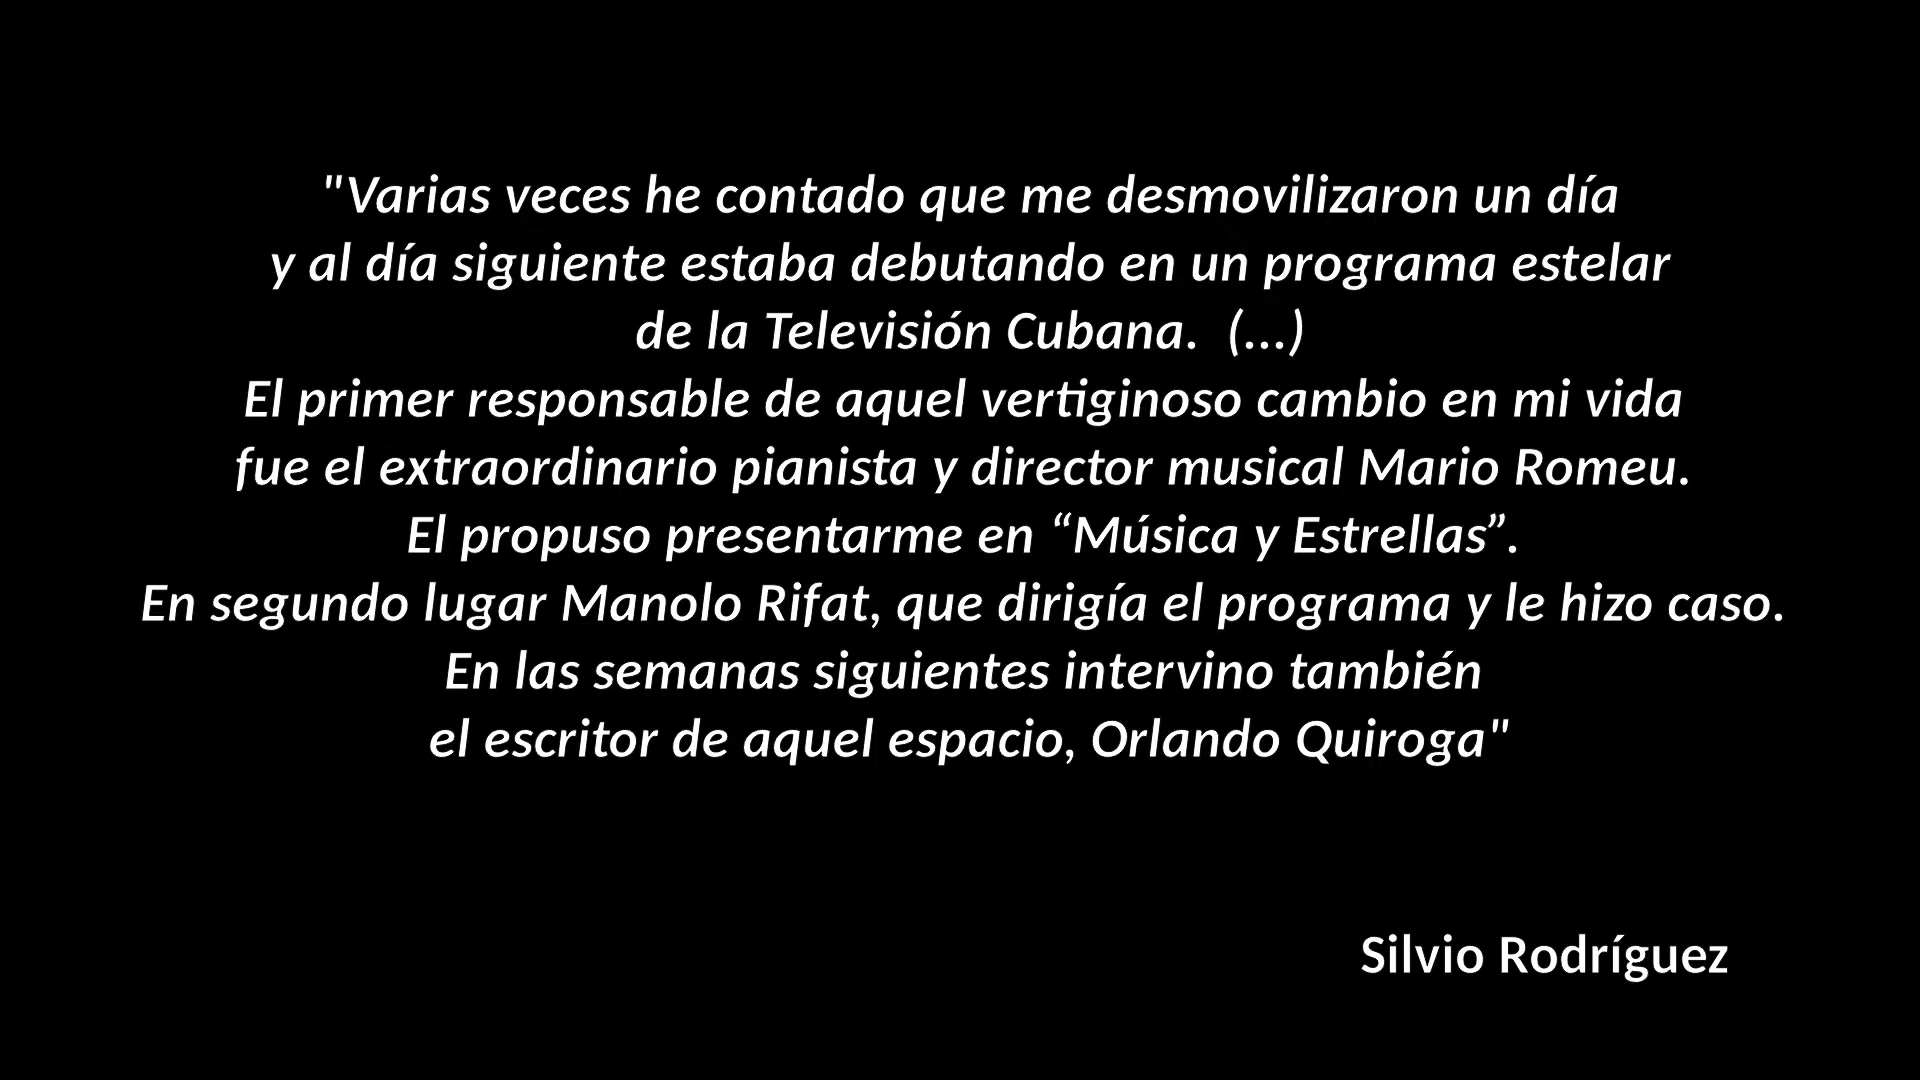 "Varias veces he contado que me desmovilizaron un día
y al día siguiente estaba debutando en un programa estelar
de la Televisión Cubana.  (...)
El primer responsable de aquel vertiginoso cambio en mi vida
fue el extraordinario pianista y director musical Mario Romeu.
El propuso presentarme en “Música y Estrellas”.
En segundo lugar Manolo Rifat, que dirigía el programa y le hizo caso.
En las semanas siguientes intervino también
el escritor de aquel espacio, Orlando Quiroga"
Silvio Rodríguez